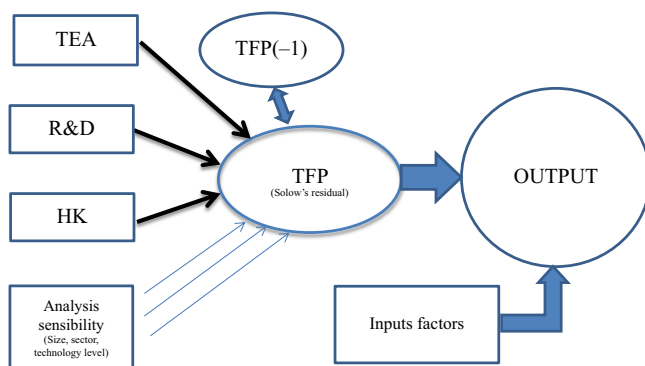 TEA
TFP(–1)
R&D
TFP
(Solow's residual)
OUTPUT
HK
Analysis
sensibility
(Size, sector,
technology level)
Inputs factors